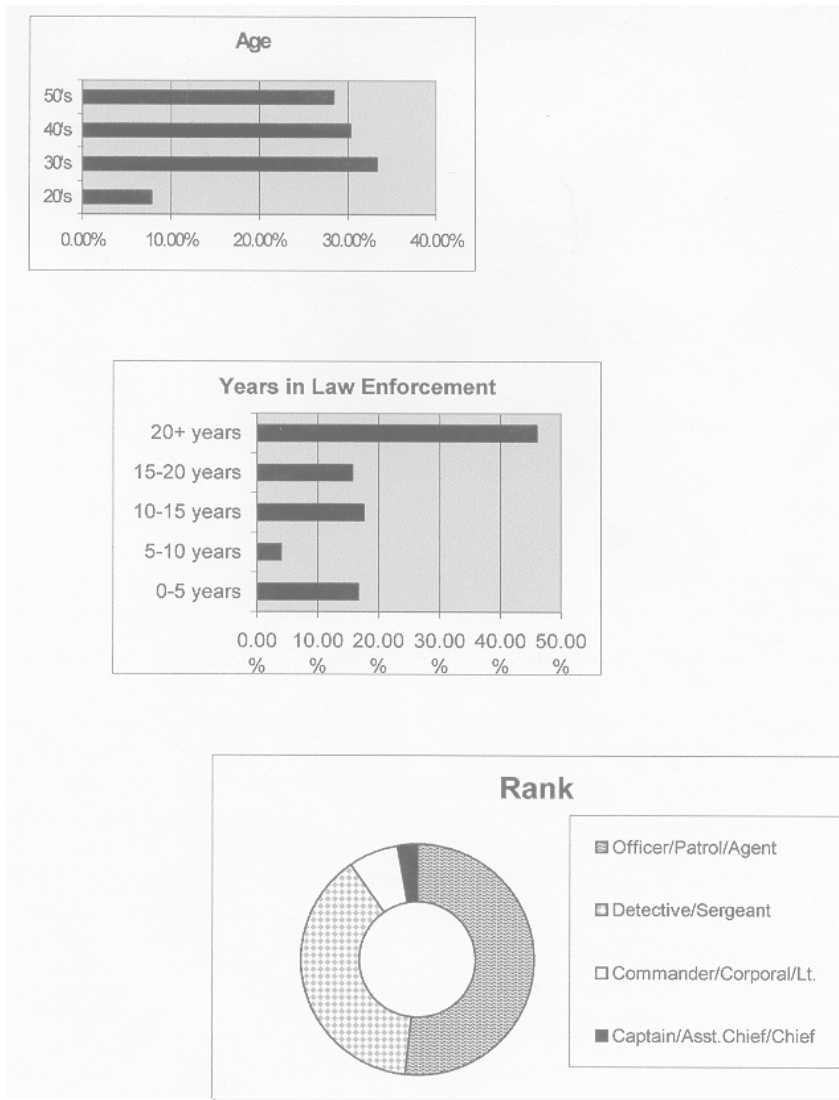 Age
50's
40's
30's
20's
0.00% 10.00% 20.00% 30.00% 40.00%
Years in Law Enforcement
20+ years
15-20 years
10-15 years
5-10 years
0-5 years
0.00 10.00 20.00 30.00 40.00 50.00
% % % % % %
Rank
Officer/Patrol/Agent
Detective/Sergeant
Commander/Corporal/Lt.
Captain/Asst.Chief/Chief